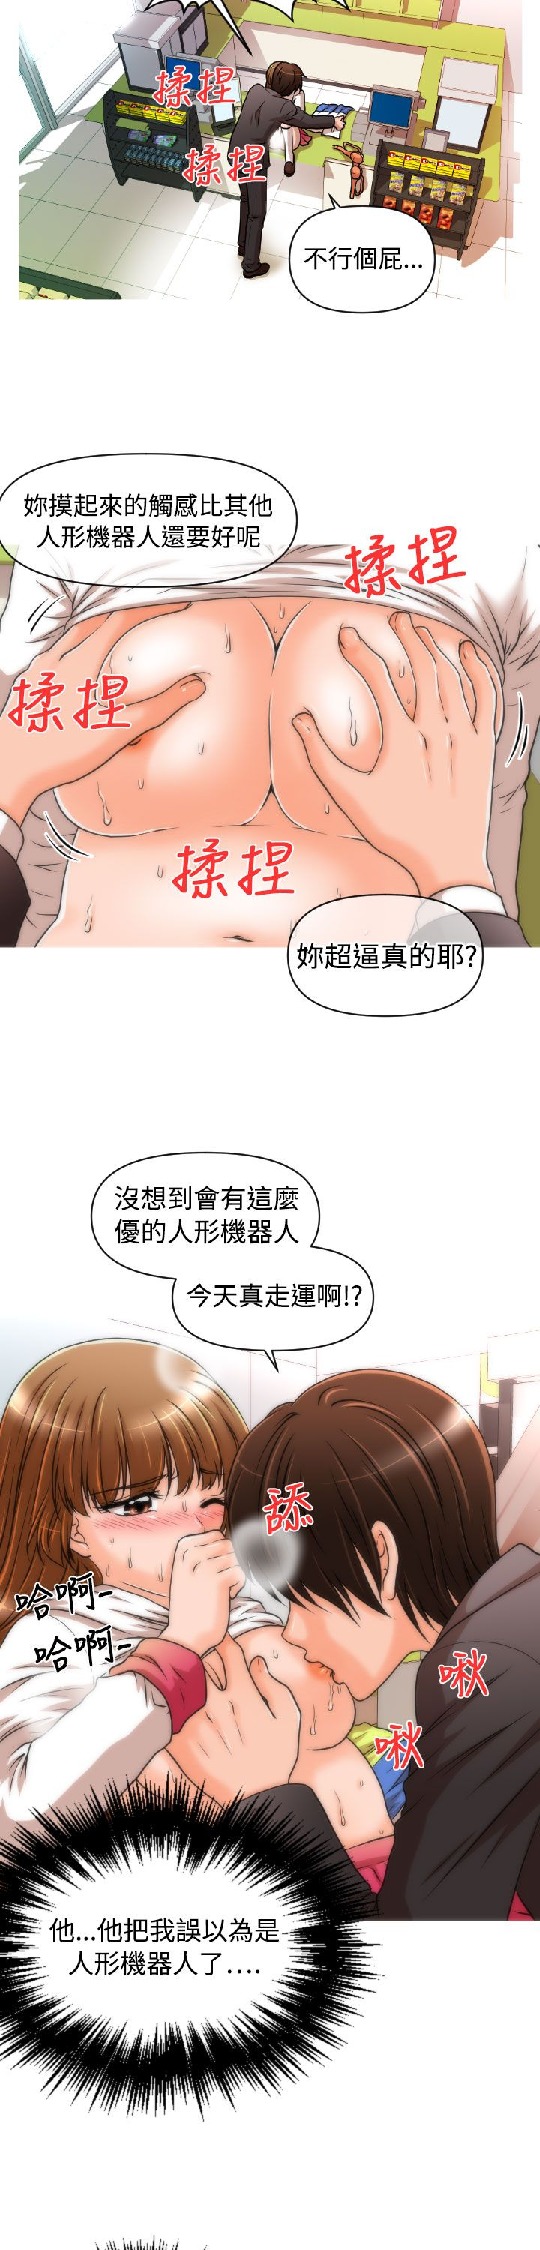 揉捏
揉捏
不行個屁...
妳摸起來的觸感比其他
人形機器人還要好呢
揉捏
揉捏
揉捏
妳超逼真的耶?
沒想到會有這麼
優的人形機器人
今天真走運啊!?
舔
哈啊-
哈啊-
啾
啾
他...他把我誤以為是
人形機器人了....